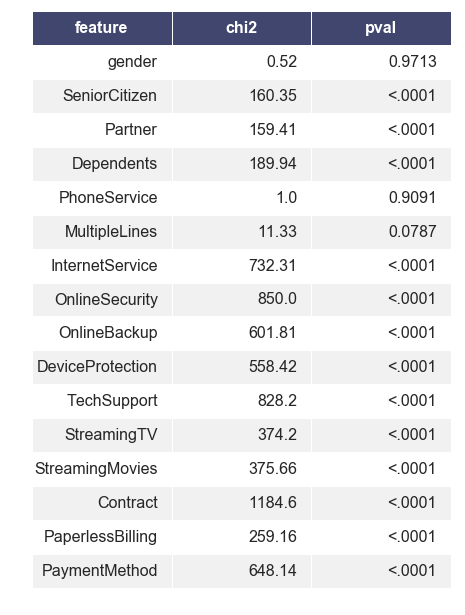 feature chi2 pval
gender 0.52 0.9713
SeniorCitizen 160.35 <.0001
Partner 159.41 <.0001
Dependents 189.94 <.0001
PhoneService 1.0 0.9091
MultipleLines 11.33 0.0787
InternetService 732.31 <.0001
OnlineSecurity 850.0 <.0001
OnlineBackup 601.81 <.0001
DeviceProtection 558.42 <.0001
TechSupport 828.2 <.0001
StreamingTV 374.2 <.0001
StreamingMovies 375.66 <.0001
Contract 1184.6 <.0001
PaperlessBilling 259.16 <.0001
PaymentMethod 648.14 <.0001